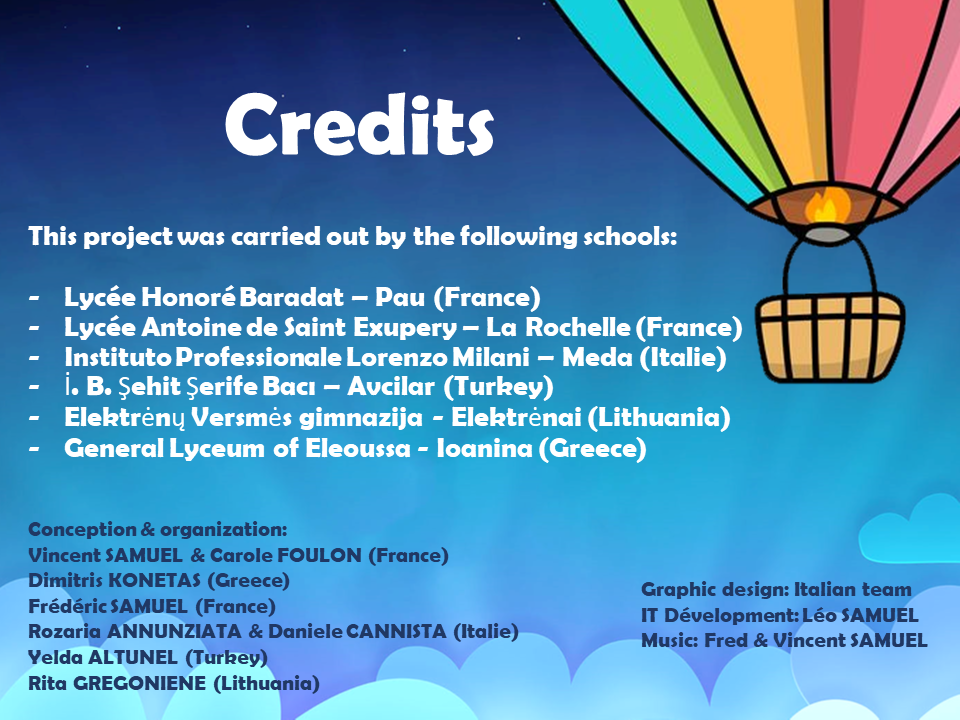 Credits
This project was carried out by the following schools:
- Lycée Honoré Baradat – Pau (France)
- Lycée Antoine de Saint Exupery – La Rochelle (France)
- Instituto Professionale Lorenzo Milani – Meda (Italie)
- İ. B. Şehit Şerife Bacı – Avcilar (Turkey)
- Elektrėnų Versmės gimnazija - Elektrėnai (Lithuania)
- General Lyceum of Eleoussa - Ioanina (Greece)
Conception & organization:
Vincent SAMUEL & Carole FOULON (France)
Dimitris KONETAS (Greece)
Frédéric SAMUEL (France)
Rozaria ANNUNZIATA & Daniele CANNISTA (Italie)
Yelda ALTUNEL (Turkey)
Rita GREGONIENE (Lithuania)
Graphic design: Italian team
IT Dévelopment: Léo SAMUEL
Music: Fred & Vincent SAMUEL